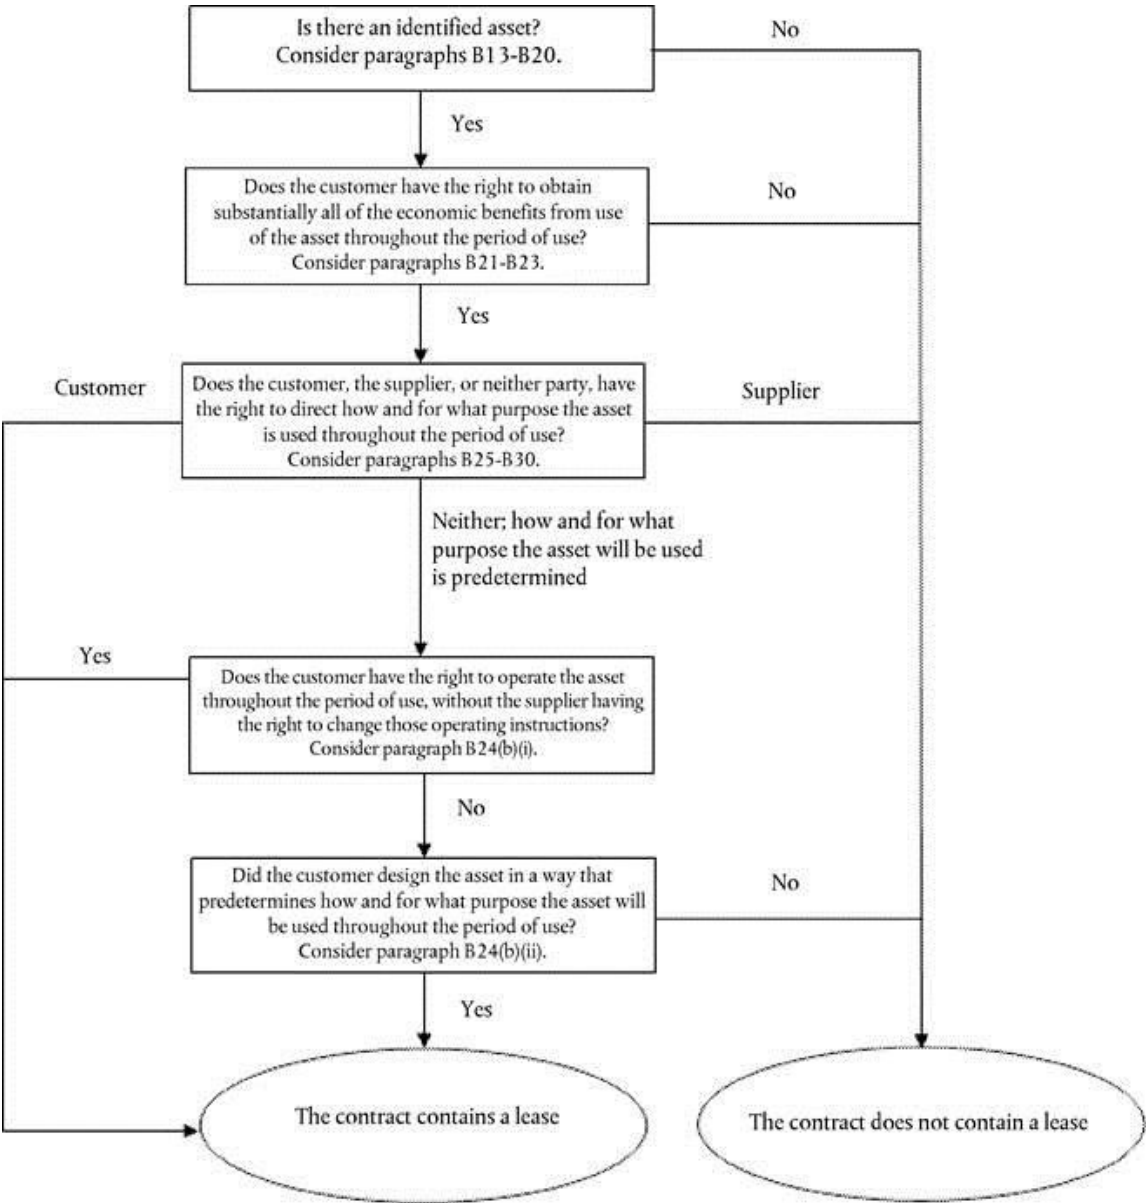 Is there an identified asset?
Consider paragraphs B13-B20.
No
Yes
Does the customer have the right to obtain
substantially all of the economic benefits from use
of the asset throughout the period of use?
Consider paragraphs B21-B23.
No
Yes
Customer
Does the customer, the supplier, or neither party, have
the right to direct how and for what purpose the asset
is used throughout the period of use?
Consider paragraphs B25-B30.
Supplier
Neither; how and for what
purpose the asset will be used
is predetermined
Yes
Does the customer have the right to operate the asset
throughout the period of use, without the supplier having
the right to change those operating instructions?
Consider paragraph B24(b)(i).
No
Did the customer design the asset in a way that
predetermines how and for what purpose the asset will
be used throughout the period of use?
Consider paragraph B24(b)(ii).
No
Yes
The contract contains a lease
The contract does not contain a lease